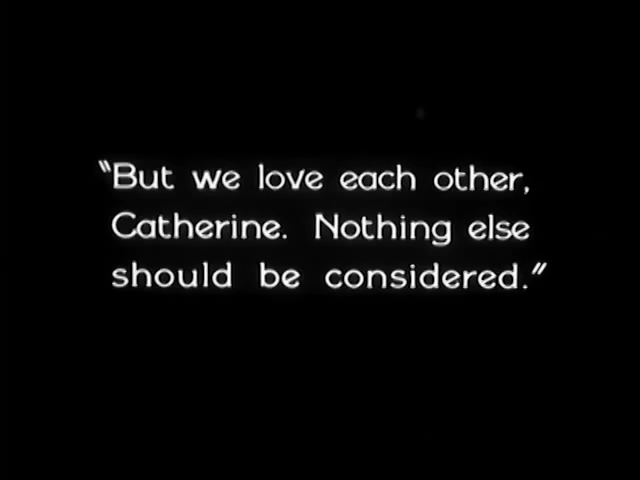 "But we love each other,
Catherine. Nothing else
should be considered."